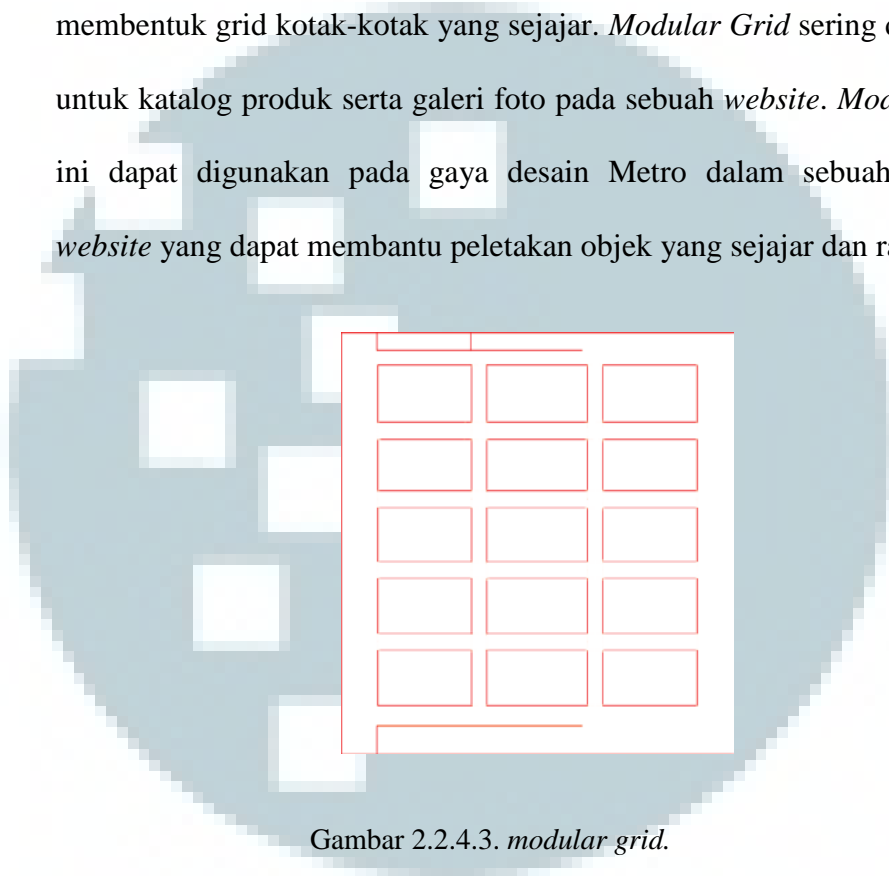 membentuk grid kotak-kotak yang sejajar. Modular Grid sering
untuk katalog produk serta galeri foto pada sebuah website.
ini dapat digunakan pada gaya desain Metro dalam sebuah
website yang dapat membantu peletakan objek yang sejajar dan
Gambar 2.2.4.3. modular grid.